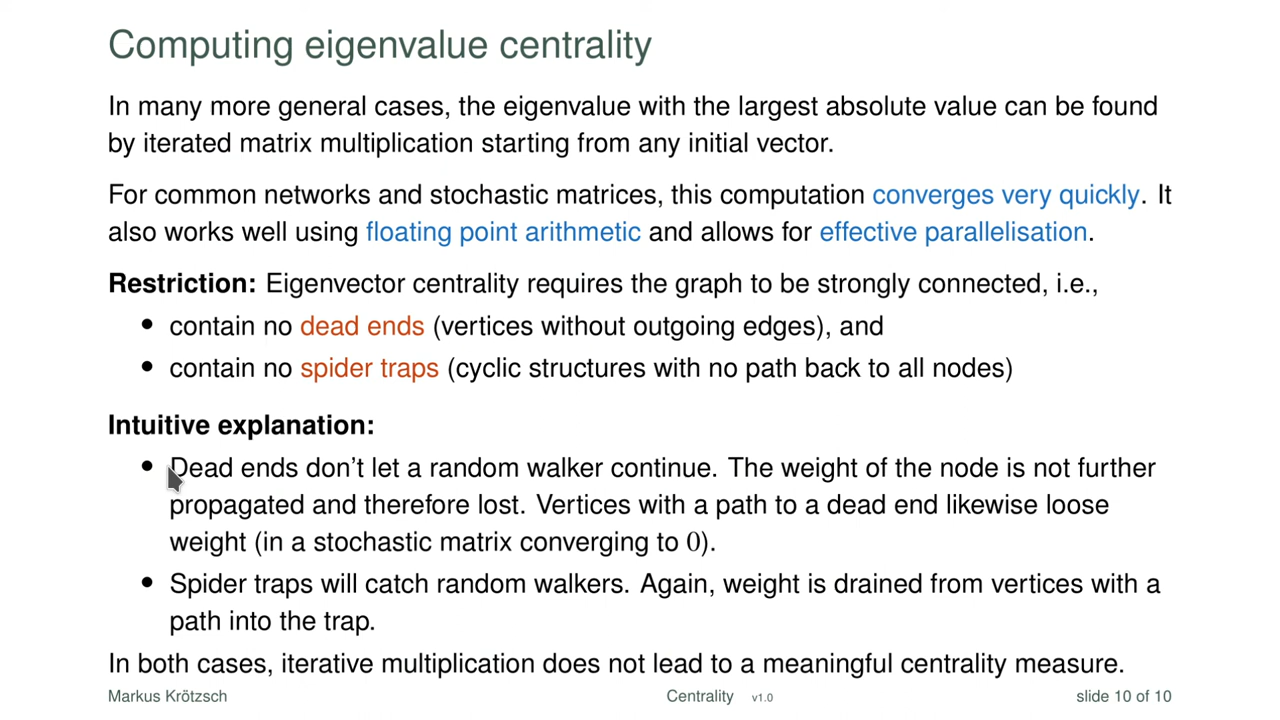 Computing eigenvalue centrality
In many more general cases, the eigenvalue with the largest absolute value can be found
by iterated matrix multiplication starting from any initial vector.
For common networks and stochastic matrices, this computation converges very quickly. It
also works well using floating point arithmetic and allows for effective parallelisation.
Restriction: Eigenvector centrality requires the graph to be strongly connected, i.e.,
• contain no dead ends (vertices without outgoing edges), and
• contain no spider traps (cyclic structures with no path back to all nodes)
Intuitive explanation:
• Dead ends don't let a random walker continue. The weight of the node is not further
propagated and therefore lost. Vertices with a path to a dead end likewise loose
weight (in a stochastic matrix converging to 0).
• Spider traps will catch random walkers. Again, weight is drained from vertices with a
path into the trap.
In both cases, iterative multiplication does not lead to a meaningful centrality measure.
Markus Krötzsch Centrality v1.0 slide 10 of 10